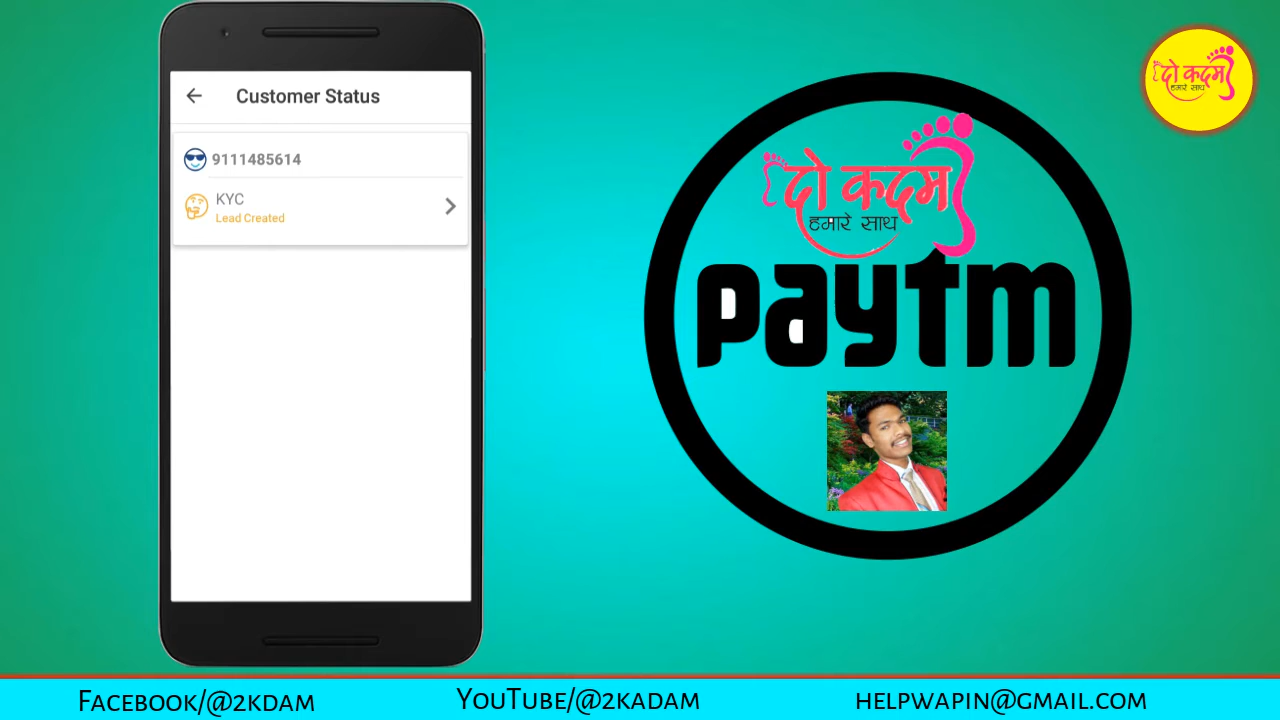 Customer Status
9111485614
KYC
Lead Created
दो कदम
हमारे साथ
paytm
दो कदम
हमारे साथ
Facebook/@2kdam
YouTube/@2kadam
helpwapin@gmail.com